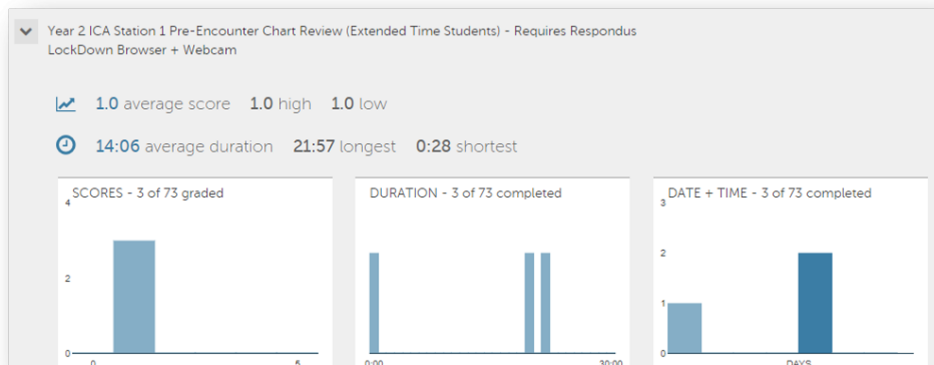 Year 2 ICA Station 1 Pre-Encounter Chart Review (Extended Time Students) - Requires Respondus
LockDown Browser + Webcam
1.0 average score 1.0 high 1.0 low
14:06 average duration 21:57 longest 0:28 shortest
SCORES - 3 of 73 graded
4
2
0
0 5
DURATION - 3 of 73 completed
0:00 30:00
DATE + TIME - 3 of 73 completed
3
2
1
0
DAYS